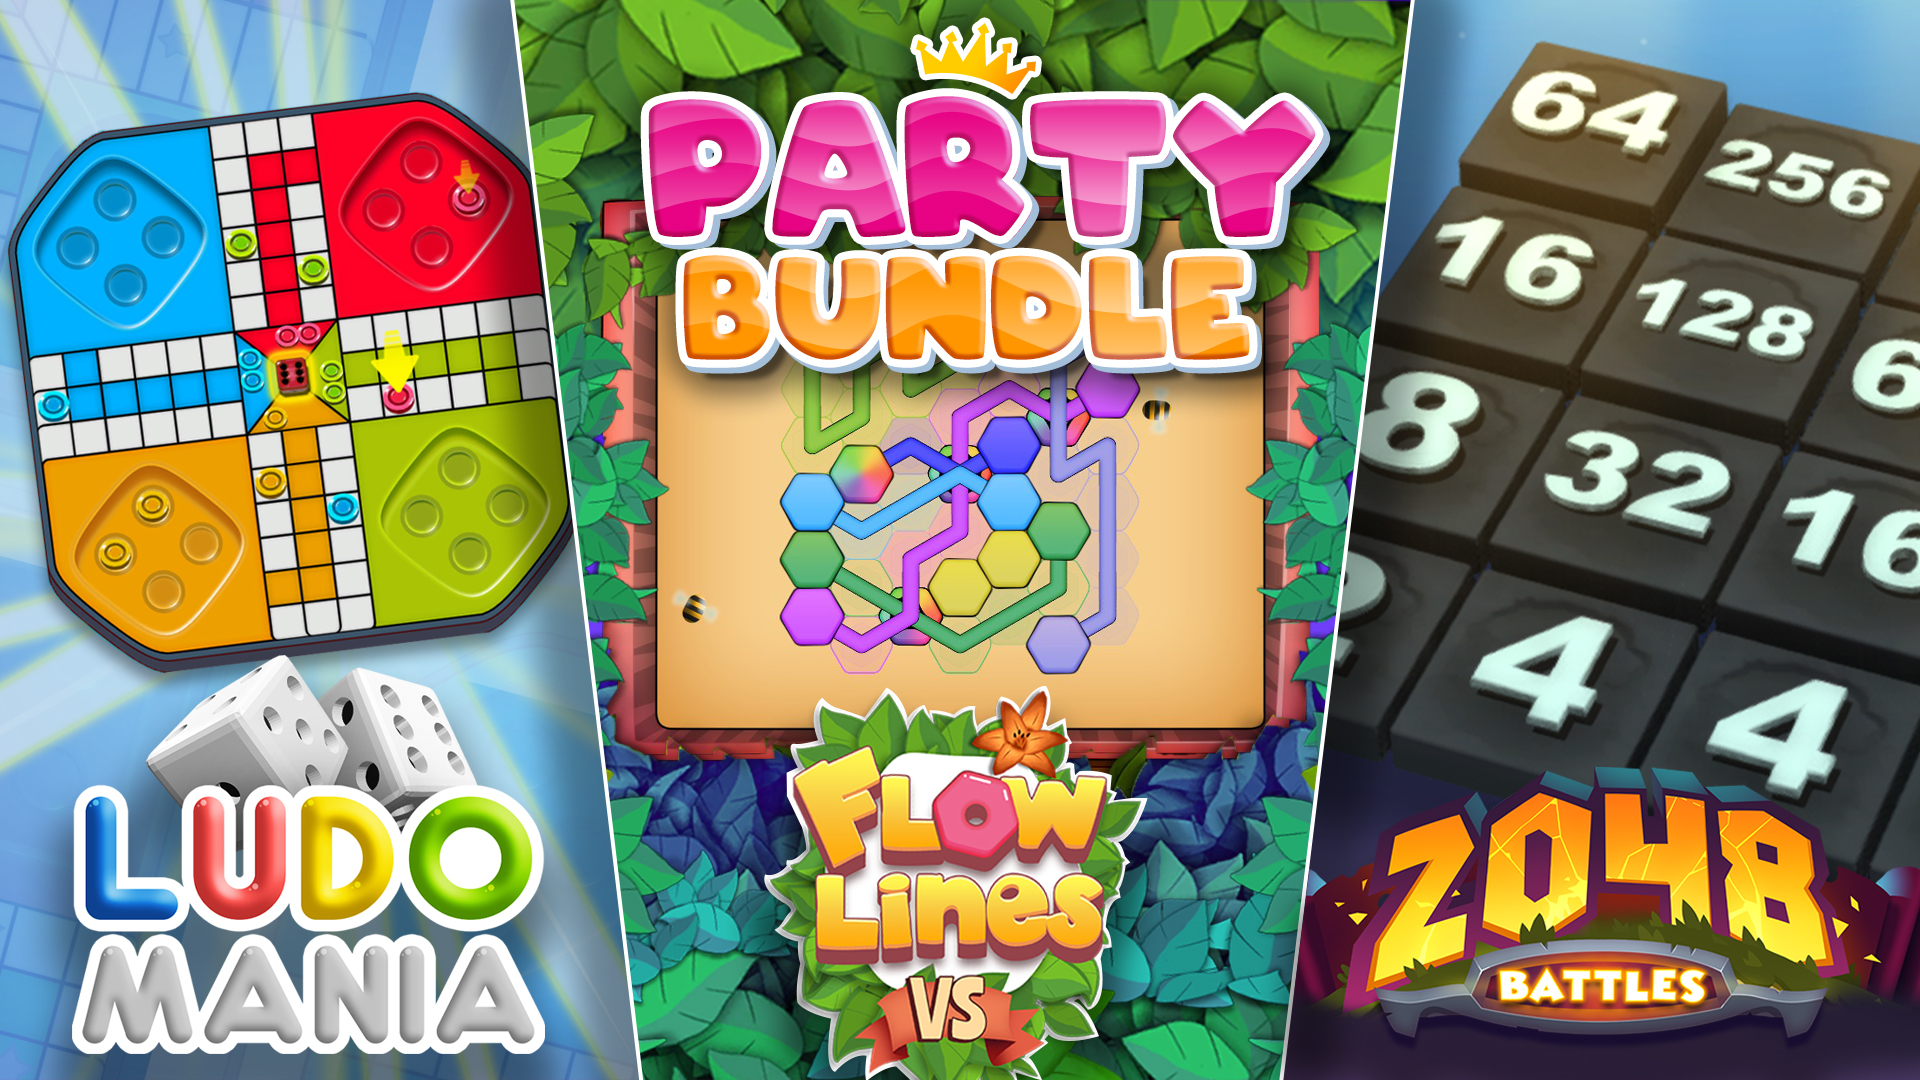 PARTY
BUNDLE
LUDO
MANIA
FLOW
Lines
VS
64
256
16
128
8
32
16
4
4
2048
BATTLES